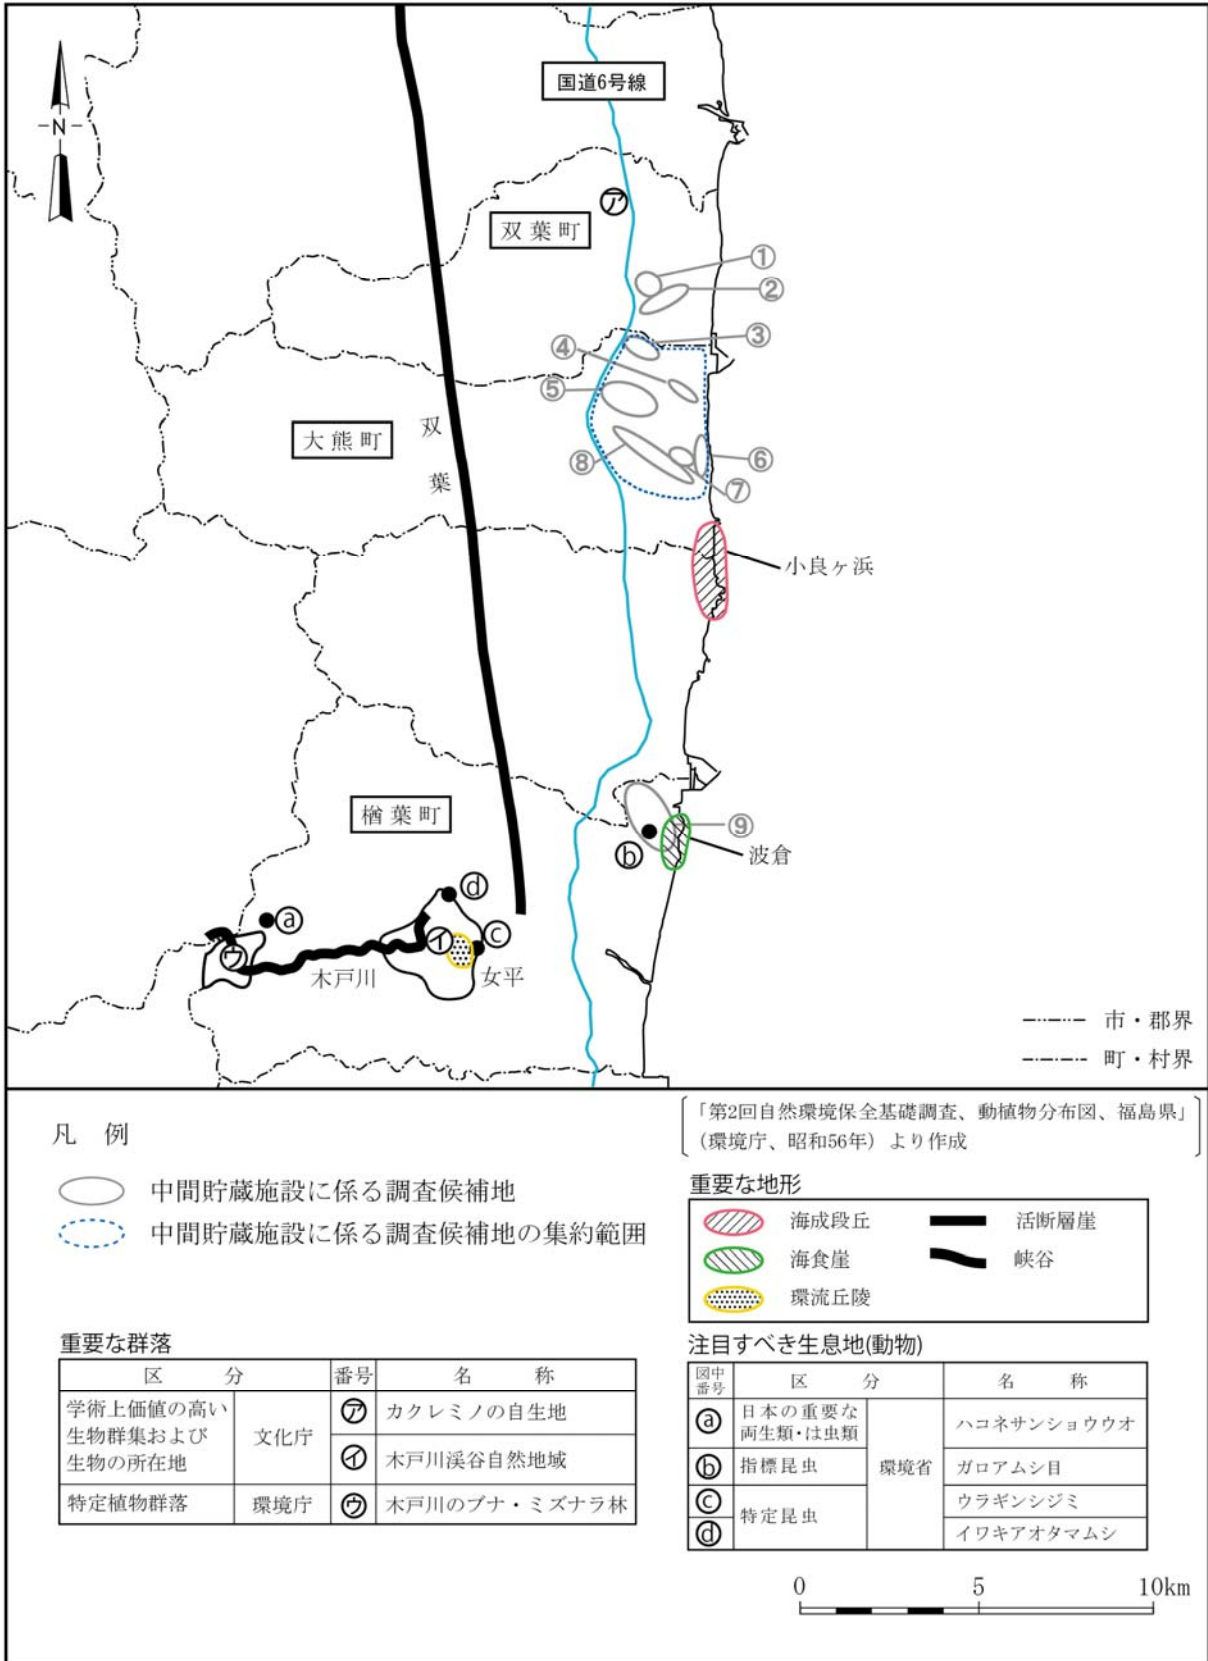 N
国道6号線
㋐
双葉町
①
②
③
④
⑤
大熊町
双
葉
⑧
⑥
⑦
小良ヶ浜
楢葉町
⑨
ⓑ
波倉
ⓓ
ⓐ
ⓒ
㋑
㋒
木戸川
女平
市・郡界
町・村界
凡 例
中間貯蔵施設に係る調査候補地
中間貯蔵施設に係る調査候補地の集約範囲
「第2回自然環境保全基礎調査、動植物分布図、福島県」
(環境庁、昭和56年)より作成
重要な地形
海成段丘 活断層崖
海食崖 峡谷
環流丘陵
重要な群落
区 分 番号 名 称
学術上価値の高い
生物群集および
生物の所在地
文化庁
㋐ カクレミノの自生地
㋑ 木戸川渓谷自然地域
特定植物群落 環境庁 ㋒ 木戸川のブナ・ミズナラ林
注目すべき生息地(動物)
図中
番号
区 分 名 称
ⓐ 日本の重要な
両生類・は虫類
環境省
ハコネサンショウウオ
ⓑ 指標昆虫 ガロアムシ目
ⓒ 特定昆虫 ウラギンシジミ
ⓓ イワキアオタマムシ
0 5 10km